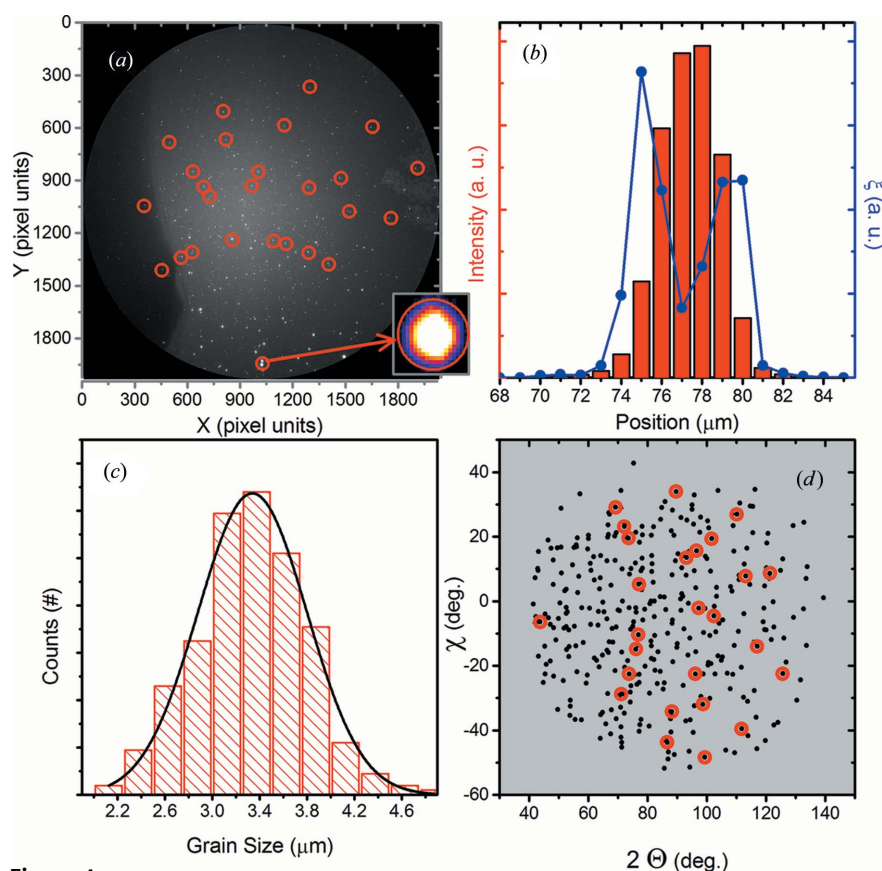 (a)
0
300
600
900
1200
1500
1800
Y (pixel units)
0 300 600 900 1200 1500 1800
X (pixel units)
(b)
Intensity (a. u.)
ξ (a. u.)
68 70 72 74 76 78 80 82 84
Position (μm)
(c)
Counts (#)
2.2 2.6 3.0 3.4 3.8 4.2 4.6
Grain Size (μm)
(d)
40
20
0
-20
-40
-60
χ (deg.)
40 60 80 100 120 140
2 Θ (deg.)